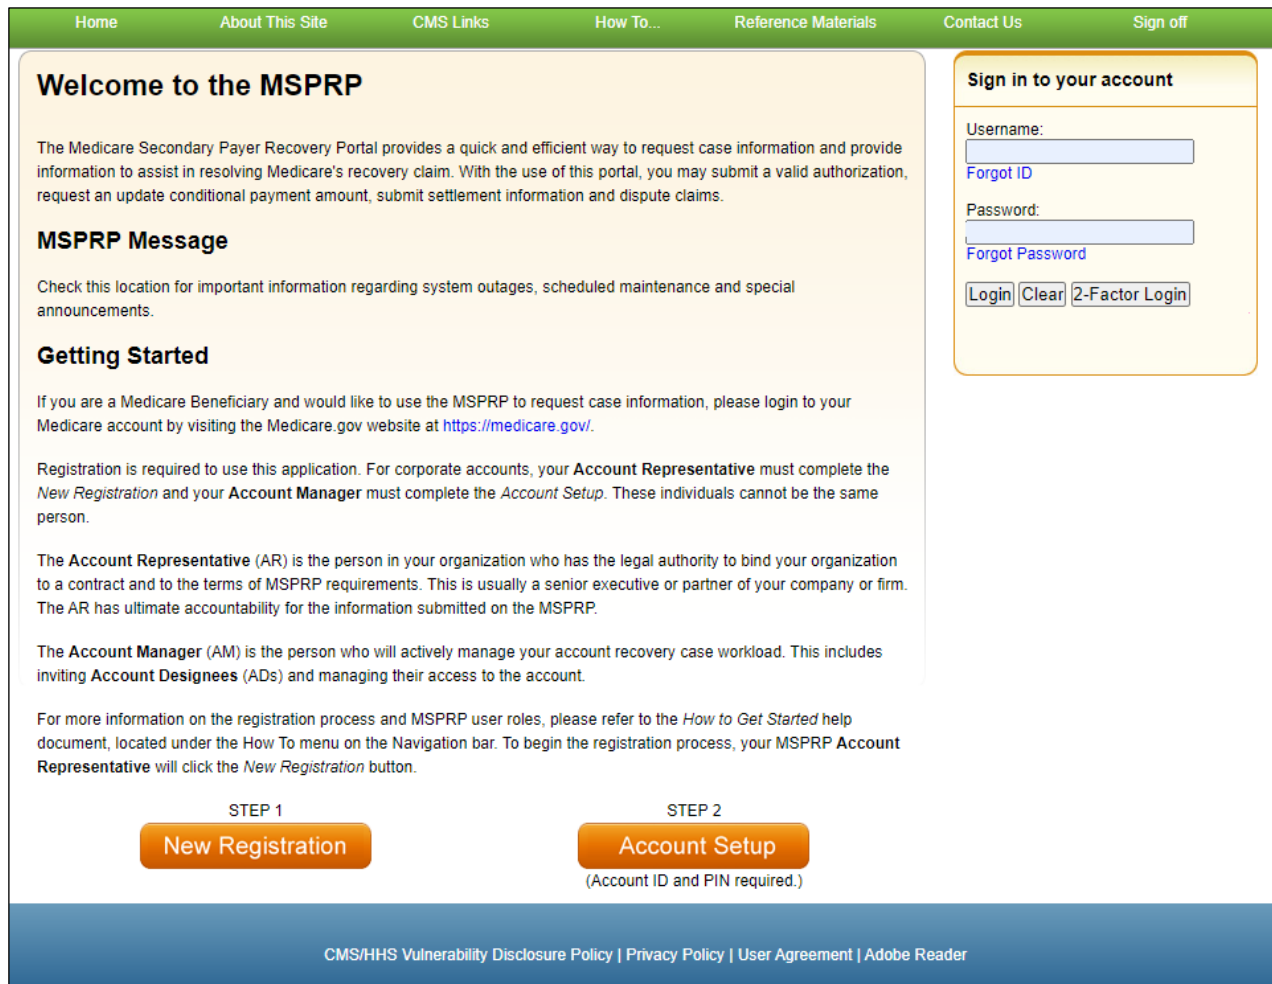 Home About This Site CMS Links How To... Reference Materials Contact Us Sign off
Welcome to the MSPRP
The Medicare Secondary Payer Recovery Portal provides a quick and efficient way to request case information and provide
information to assist in resolving Medicare's recovery claim. With the use of this portal, you may submit a valid authorization,
request an update conditional payment amount, submit settlement information and dispute claims.
MSPRP Message
Check this location for important information regarding system outages, scheduled maintenance and special
announcements.
Getting Started
If you are a Medicare Beneficiary and would like to use the MSPRP to request case information, please login to your
Medicare account by visiting the Medicare.gov website at https://medicare.gov/.
Registration is required to use this application. For corporate accounts, your Account Representative must complete the
New Registration and your Account Manager must complete the Account Setup. These individuals cannot be the same
person.
The Account Representative (AR) is the person in your organization who has the legal authority to bind your organization
to a contract and to the terms of MSPRP requirements. This is usually a senior executive or partner of your company or firm.
The AR has ultimate accountability for the information submitted on the MSPRP.
The Account Manager (AM) is the person who will actively manage your account recovery case workload. This includes
inviting Account Designees (ADs) and managing their access to the account.
For more information on the registration process and MSPRP user roles, please refer to the How to Get Started help
document, located under the How To menu on the Navigation bar. To begin the registration process, your MSPRP Account
Representative will click the New Registration button.
STEP 1
New Registration
STEP 2
Account Setup
(Account ID and PIN required.)
Sign in to your account
Username:
Forgot ID
Password:
Forgot Password
Login Clear 2-Factor Login
CMS/HHS Vulnerability Disclosure Policy | Privacy Policy | User Agreement | Adobe Reader